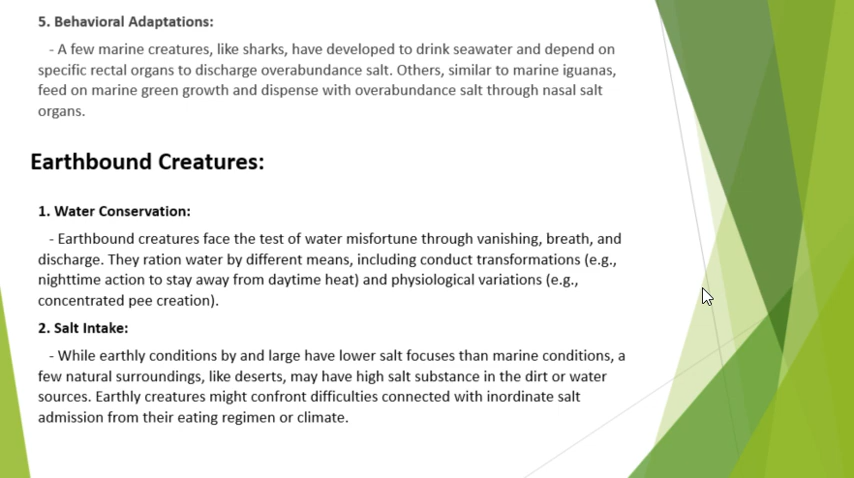 5. Behavioral Adaptations:
- A few marine creatures, like sharks, have developed to drink seawater and depend on
specific rectal organs to discharge overabundance salt. Others, similar to marine iguanas,
feed on marine green growth and dispense with overabundance salt through nasal salt
organs.
Earthbound Creatures:
1. Water Conservation:
- Earthbound creatures face the test of water misfortune through vanishing, breath, and
discharge. They ration water by different means, including conduct transformations (e.g.,
nighttime action to stay away from daytime heat) and physiological variations (e.g.,
concentrated pee creation).
2. Salt Intake:
- While earthly conditions by and large have lower salt focuses than marine conditions, a
few natural surroundings, like deserts, may have high salt substance in the dirt or water
sources. Earthly creatures might confront difficulties connected with inordinate salt
admission from their eating regimen or climate.